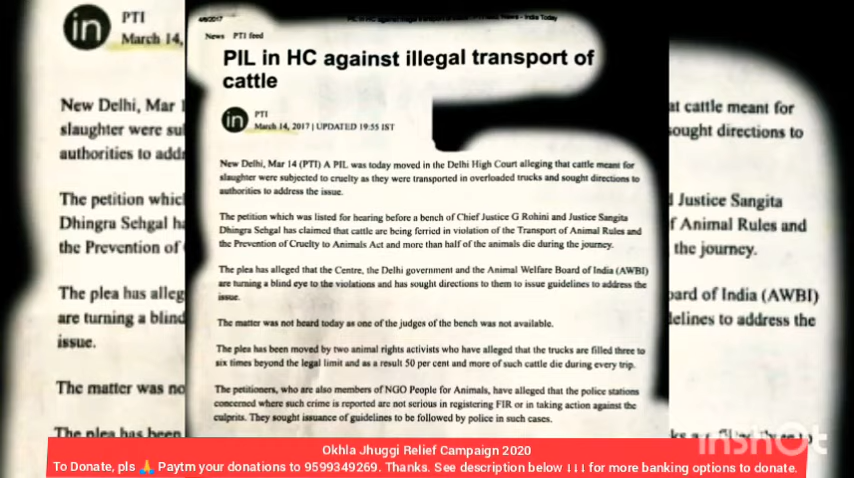 in
PTI
March 14,
New Delhi, Mar
slaughter were
authorities to
The petition
Dhingra Sehgal
the Prevention of
The plea has
are turning a blind
issue.
The matter was no
The plea has been
India Today
News PTI feed
PIL in HC against illegal transport of
cattle
in
PTI
March 14, 2017 | UPDATED 19:55 IST
New Delhi, Mar 14 (PTI) A PIL was today moved in the Delhi High Court alleging that cattle meant for
slaughter were subjected to cruelty as they were transported in overloaded trucks and sought directions to
authorities to address the issue.
The petition which was listed for hearing before a bench of Chief Justice G Rohini and Justice Sangita
Dhingra Sehgal has claimed that cattle are being ferried in violation of the Transport of Animal Rules and
the Prevention of Cruelty to Animals Act and more than half of the animals die during the journey.
The plea has alleged that the Centre, the Delhi government and the Animal Welfare Board of India (AWBI)
are turning a blind eye to the violations and has sought directions to them to issue guidelines to address the
issue.
The matter was not heard today as one of the judges of the bench was not available.
The plea has been moved by two animal rights activists who have alleged that the trucks are filled three to
six times beyond the legal limit and as a result 50 per cent and more of such cattle die during every trip.
The petitioners, who are also members of NGO People for Animals, have alleged that the police stations
concerned where such crime is reported are not serious in registering FIR or in taking action against the
culprits. They sought issuance of guidelines to be followed by police in such cases.
at cattle meant for
sought directions to
Justice Sangita
Animal Rules and
the journey.
of India (AWBI)
to address the
InShOt
Okhla Jhuggi Relief Campaign 2020
To Donate, pls 🙏 Paytm your donations to 9599349269. Thanks. See description below ↓↓↓ for more banking options to donate.